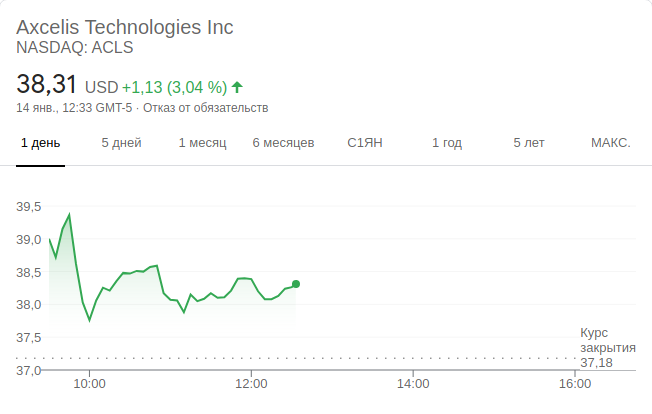 Axcelis Technologies Inc
NASDAQ: ACLS
38,31 USD +1,13 (3,04 %)
14 янв., 12:33 GMT-5 · Отказ от обязательств
1 день 5 дней 1 месяц 6 месяцев С1ЯН 1 год 5 лет МАКС.
39,5
39,0
38,5
38,0
37,5
Курс
закрытия
37,18
37,0
10:00 12:00 14:00 16:00